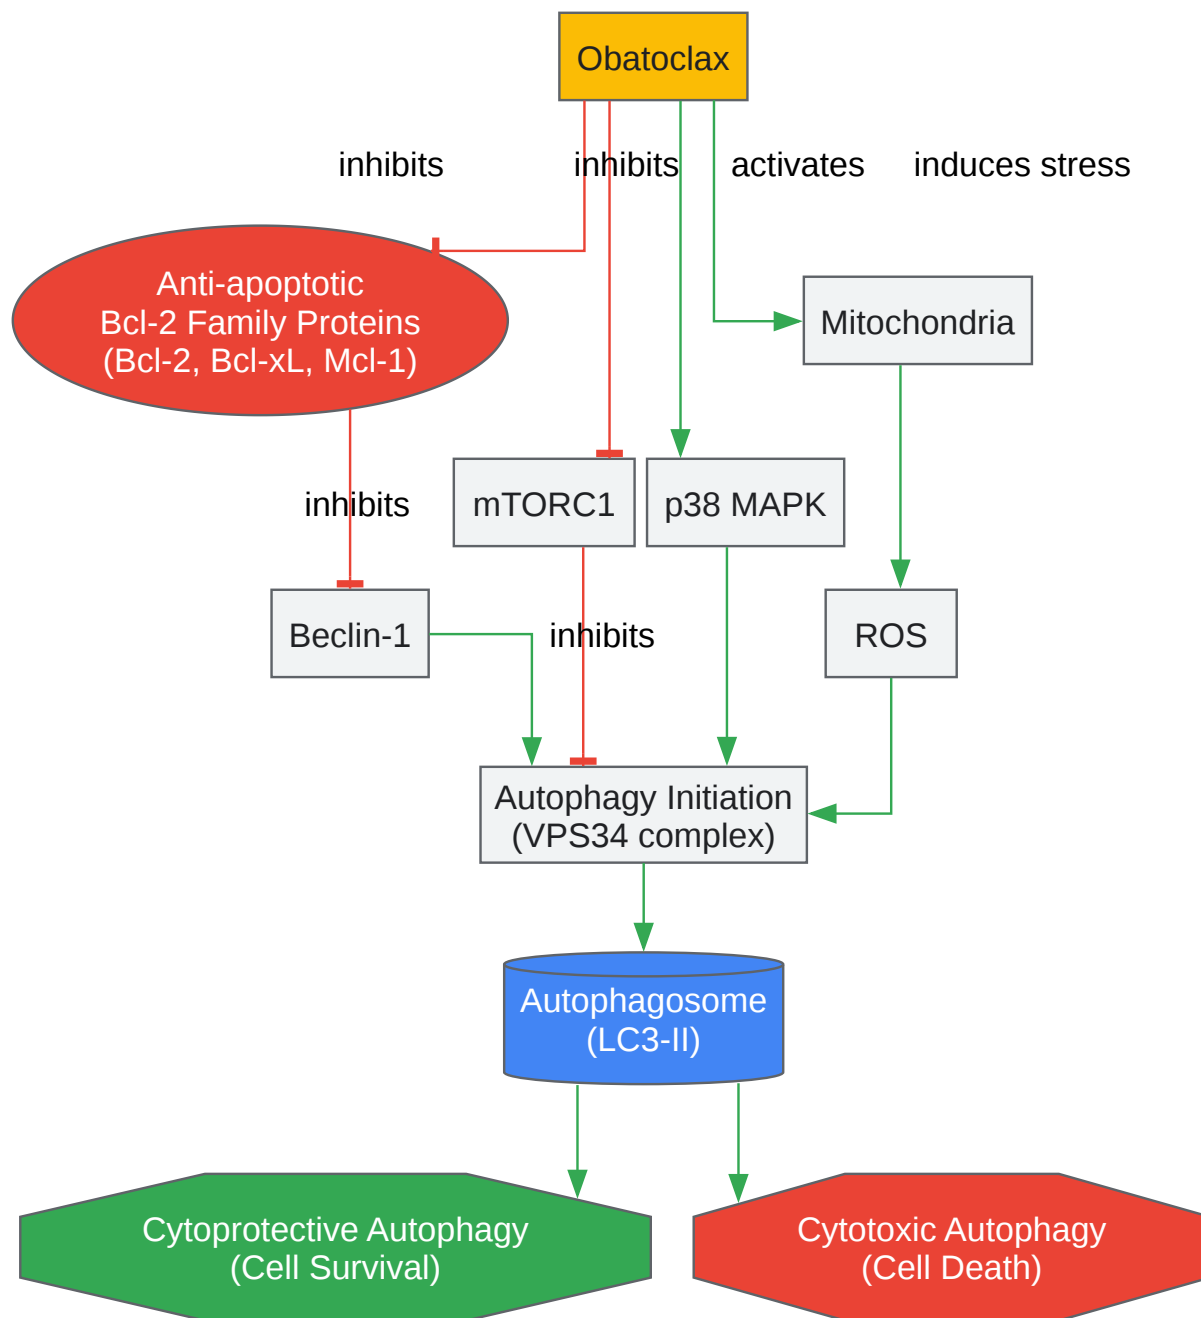 Obatoclax
inhibits
inhibits
activates
induces stress
Anti-apoptotic
Bcl-2 Family Proteins
(Bcl-2, Bcl-xL, Mcl-1)
Mitochondria
inhibits
mTORC1
p38 MAPK
Beclin-1
inhibits
ROS
Autophagy Initiation
(VPS34 complex)
Autophagosome
(LC3-II)
Cytoprotective Autophagy
(Cell Survival)
Cytotoxic Autophagy
(Cell Death)